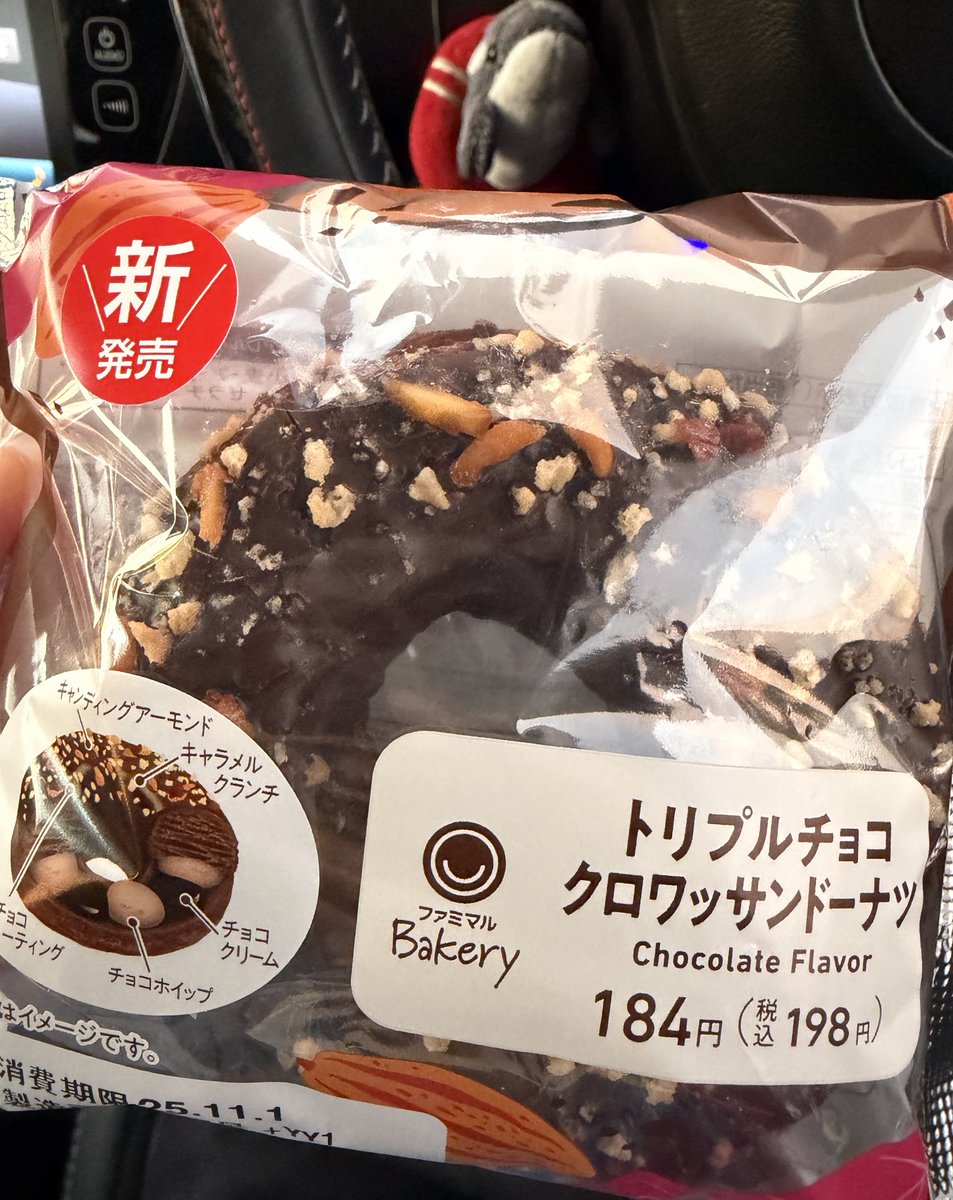 AUDIO
新
発売
キャンディングアーモンド
キャラメル
クランチ
チョコ
ーティング
チョコ
クリーム
チョコホイップ
はイメージです。
ファミマル
Bakery
トリプルチョコ
クロワッサンドーナツ
Chocolate Flavor
184円(税込198円)
消費期限 25.11.1
製造
+YY1